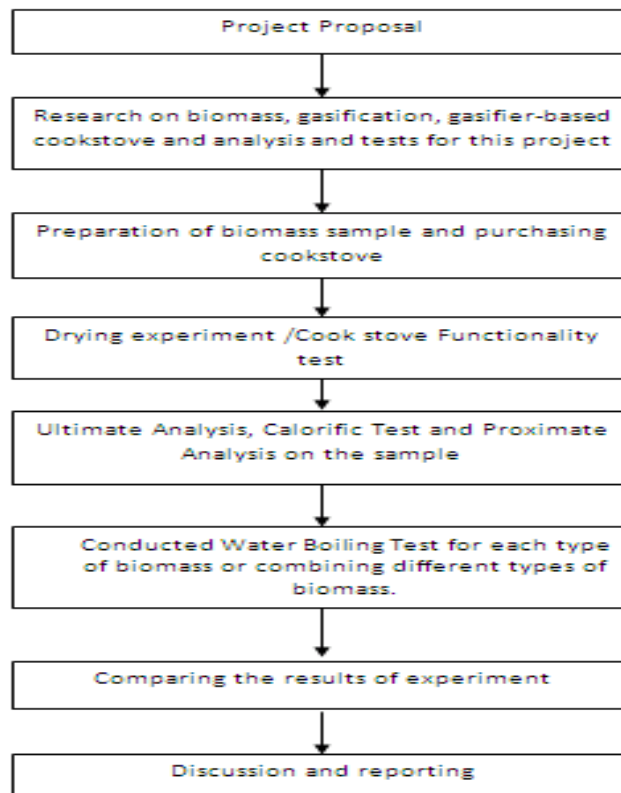 Project Proposal
Research on biomass, gasification, gasifier-based
cookstove and analysis and tests for this project
Preparation of biomass sample and purchasing
cookstove
Drying experiment /Cook stove Functionality
test
Ultimate Analysis, Calorific Test and Proximate
Analysis on the sample
Conducted Water Boiling Test for each type
of biomass or combining different types of
biomass.
Comparing the results of experiment
Discussion and reporting